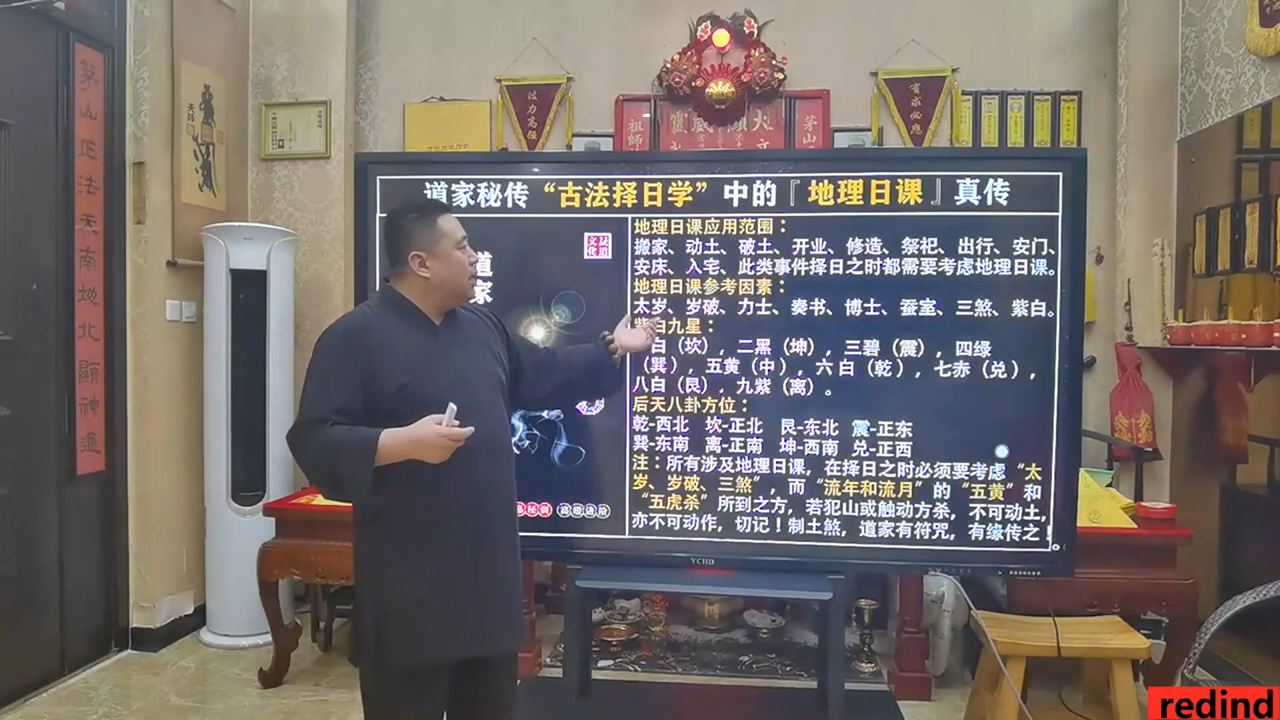 茅山正法天南地北顯神通
天師
法力高强
有求必應
祖師
茅山
道家秘传“古法择日学”中的『地理日课』真传
道家
文化
地理日课应用范围：
搬家、动土、破土、开业、修造、祭祀、出行、安门、
安床、入宅、此类事件择日之时都需要考虑地理日课。
地理日课参考因素：
太岁、岁破、力士、奏书、博士、蚕室、三煞、紫白。
紫白九星：
白（坎），二黑（坤），三碧（震），四绿
（巽），五黄（中），六白（乾），七赤（兑），
八白（艮），九紫（离）。
后天八卦方位：
乾-西北 坎-正北 艮-东北 震-正东
巽-东南 离-正南 坤-西南 兑-正西
注：所有涉及地理日课，在择日之时必须要考虑“太
岁、岁破、三煞”，而“流年和流月”的“五黄”和
“五虎杀”所到之方，若犯山或触动方杀，不可动土，
亦不可动作，切记！制土煞，道家有符咒，有缘传之！
YCHD
redind